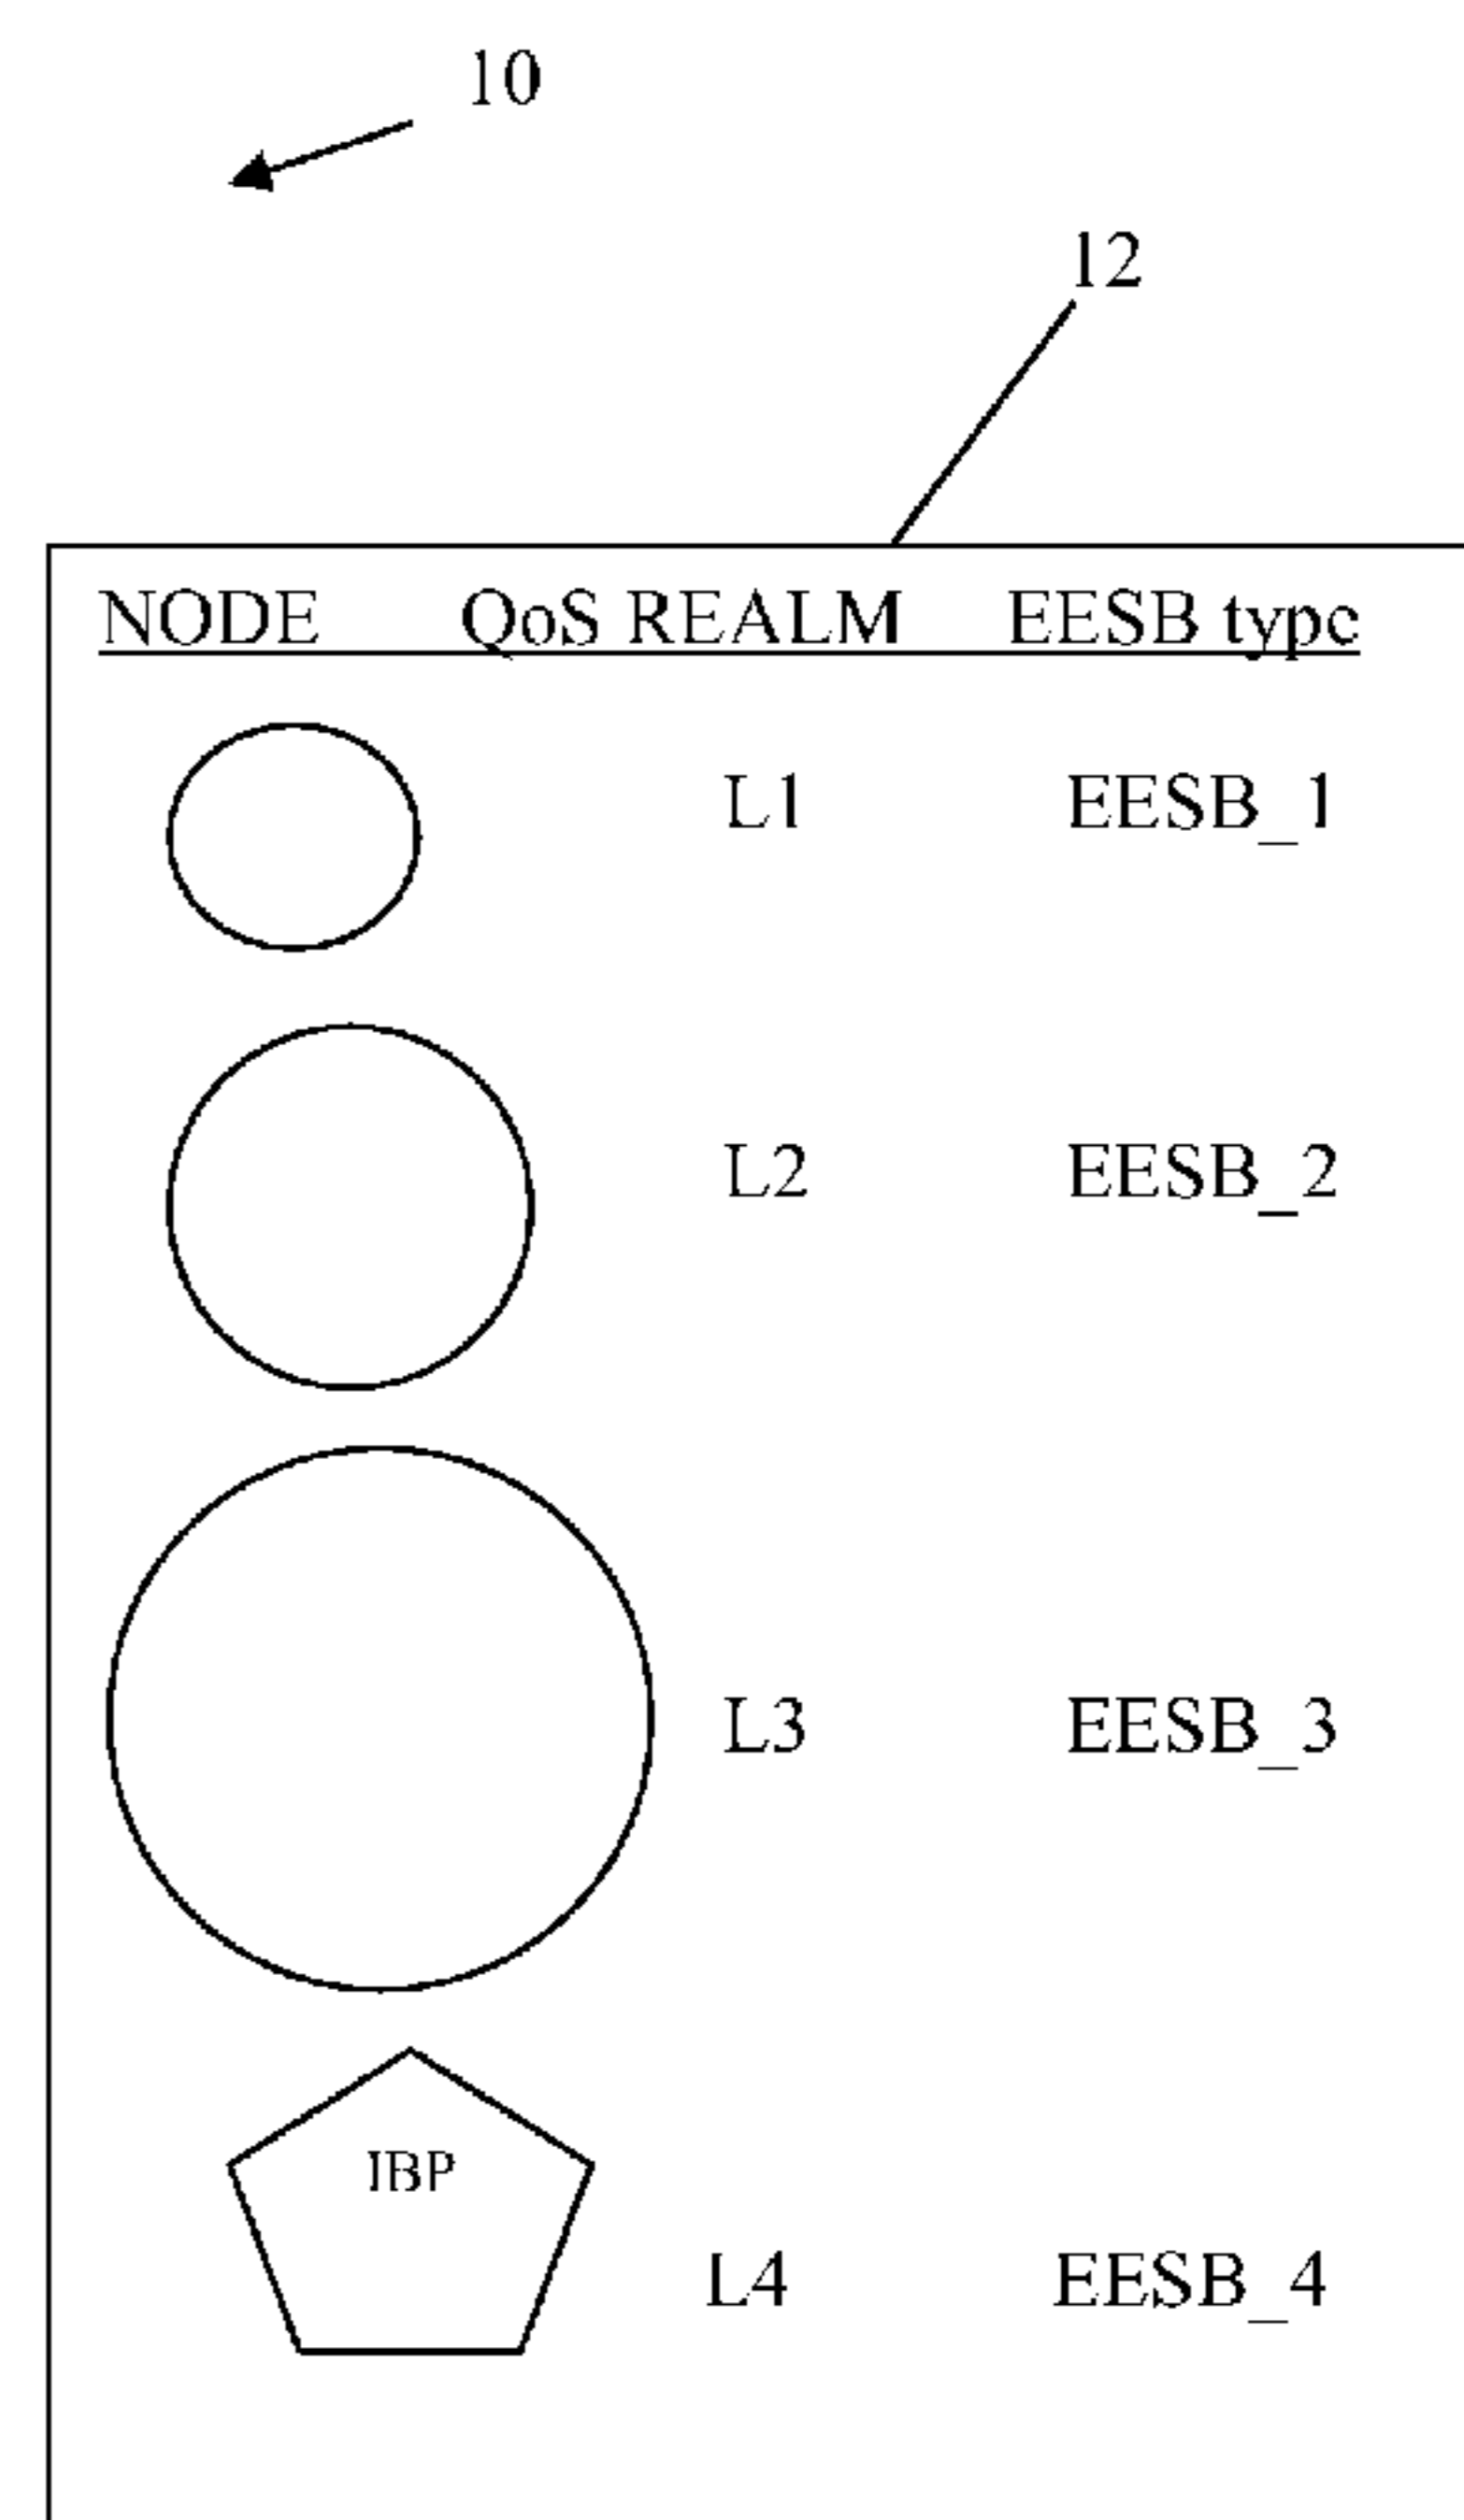 10
12
NODE QoS REALM EESB type
L1 EESB_1
L2 EESB_2
L3 EESB_3
IBP
L4 EESB_4